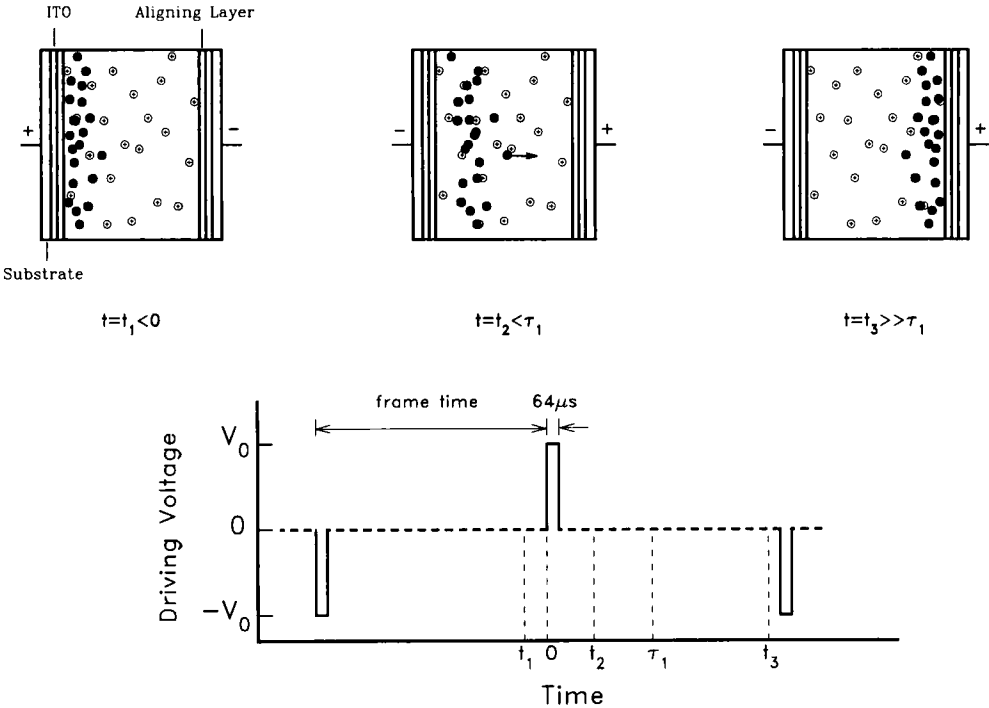 ITO Aligning Layer
+ − − + − +
Substrate
t=t₁<0 t=t₂<τ₁ t=t₃>>τ₁
frame time 64μs
V₀
0
−V₀
Driving Voltage
t₁ 0 t₂ τ₁ t₃
Time